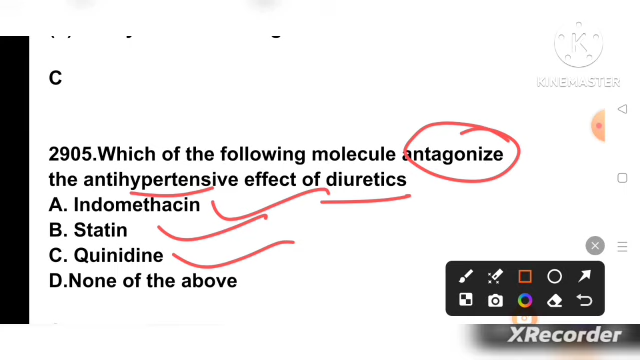 C
KINEMASTER
2905.Which of the following molecule antagonize
the antihypertensive effect of diuretics
A. Indomethacin
B. Statin
C. Quinidine
D.None of the above
XRecorder